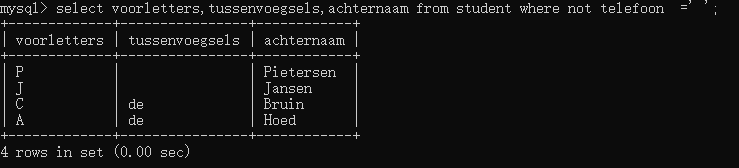 mysql> select voorletters,tussenvoegsels,achternaam from student where not telefoon  =' ';
+-------------+----------------+------------+
| voorletters | tussenvoegsels | achternaam |
+-------------+----------------+------------+
| P           |                | Pietersen  |
| J           |                | Jansen     |
| C           | de             | Bruin      |
| A           | de             | Hoed       |
+-------------+----------------+------------+
4 rows in set (0.00 sec)